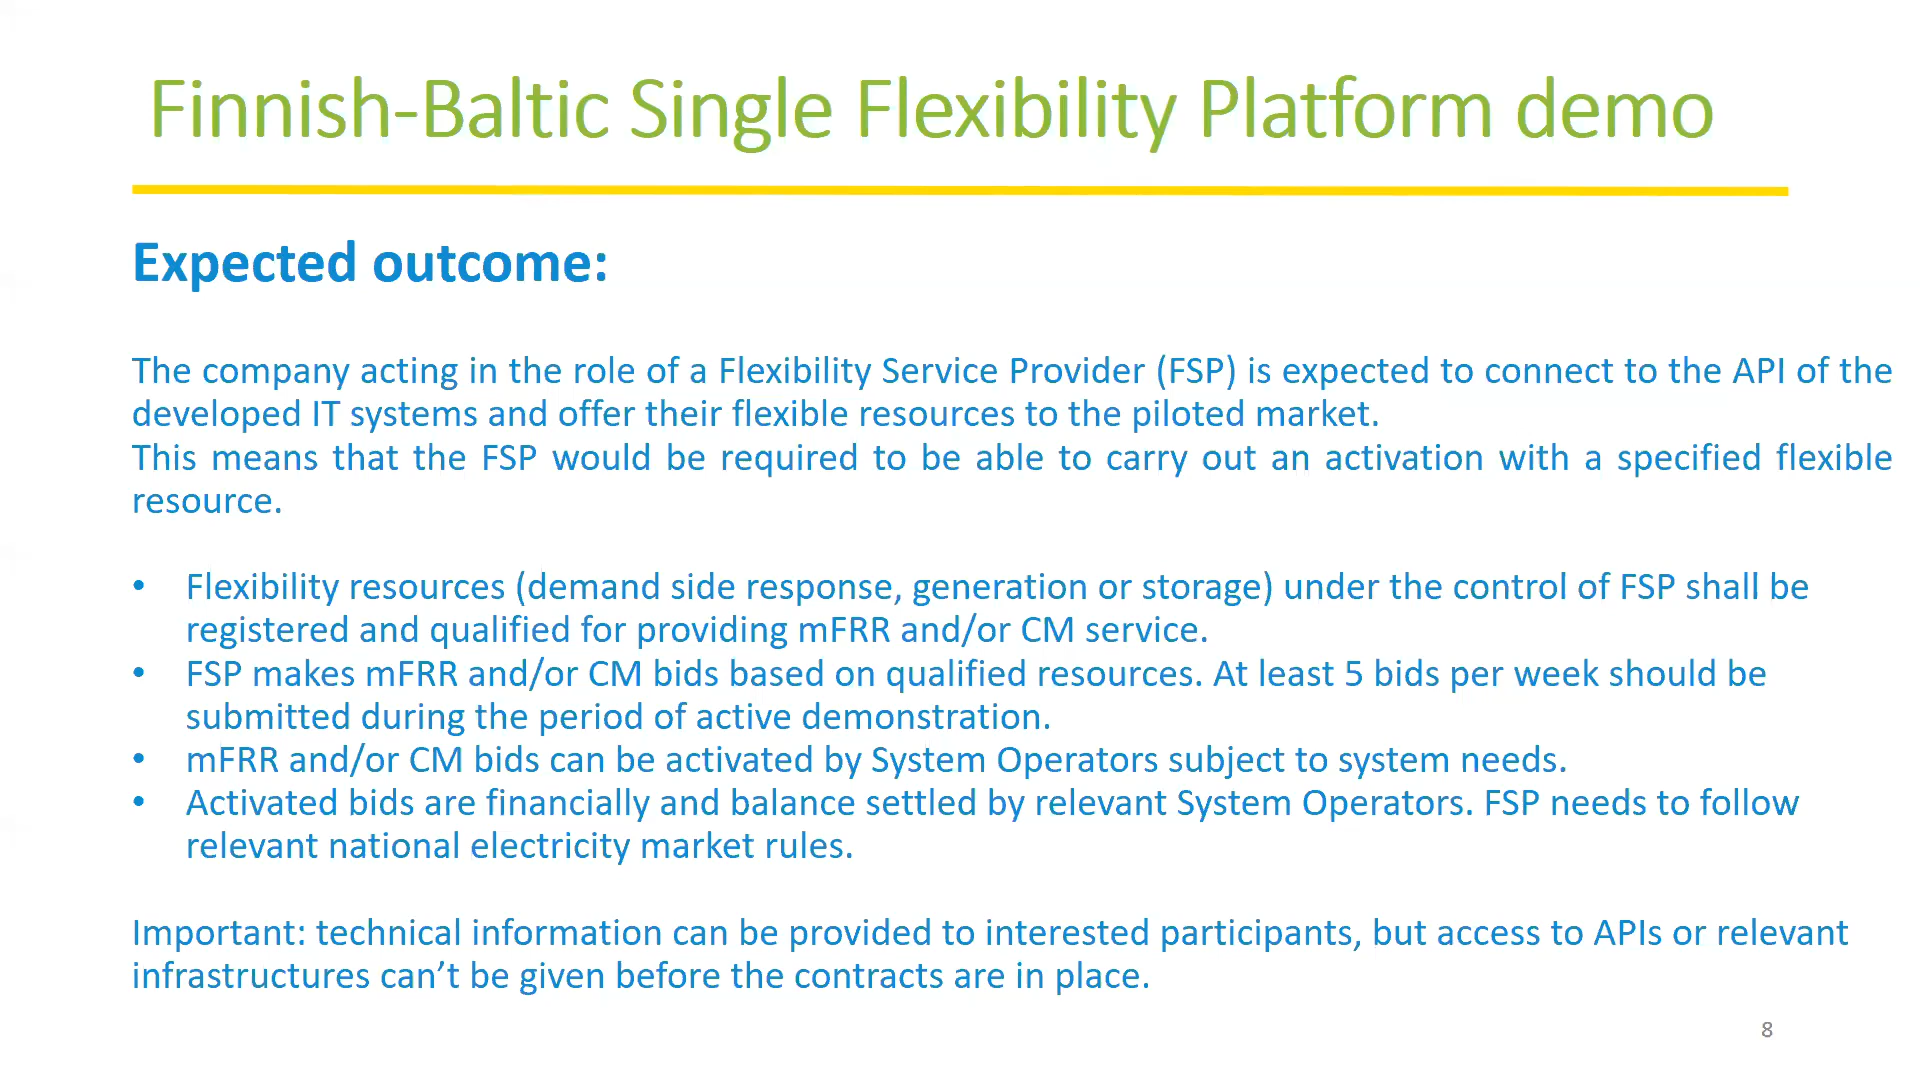 Finnish-Baltic Single Flexibility Platform demo
Expected outcome:
The company acting in the role of a Flexibility Service Provider (FSP) is expected to connect to the API of the
developed IT systems and offer their flexible resources to the piloted market.
This means that the FSP would be required to be able to carry out an activation with a specified flexible
resource.
• Flexibility resources (demand side response, generation or storage) under the control of FSP shall be
registered and qualified for providing mFRR and/or CM service.
• FSP makes mFRR and/or CM bids based on qualified resources. At least 5 bids per week should be
submitted during the period of active demonstration.
• mFRR and/or CM bids can be activated by System Operators subject to system needs.
• Activated bids are financially and balance settled by relevant System Operators. FSP needs to follow
relevant national electricity market rules.
Important: technical information can be provided to interested participants, but access to APIs or relevant
infrastructures can’t be given before the contracts are in place.
8